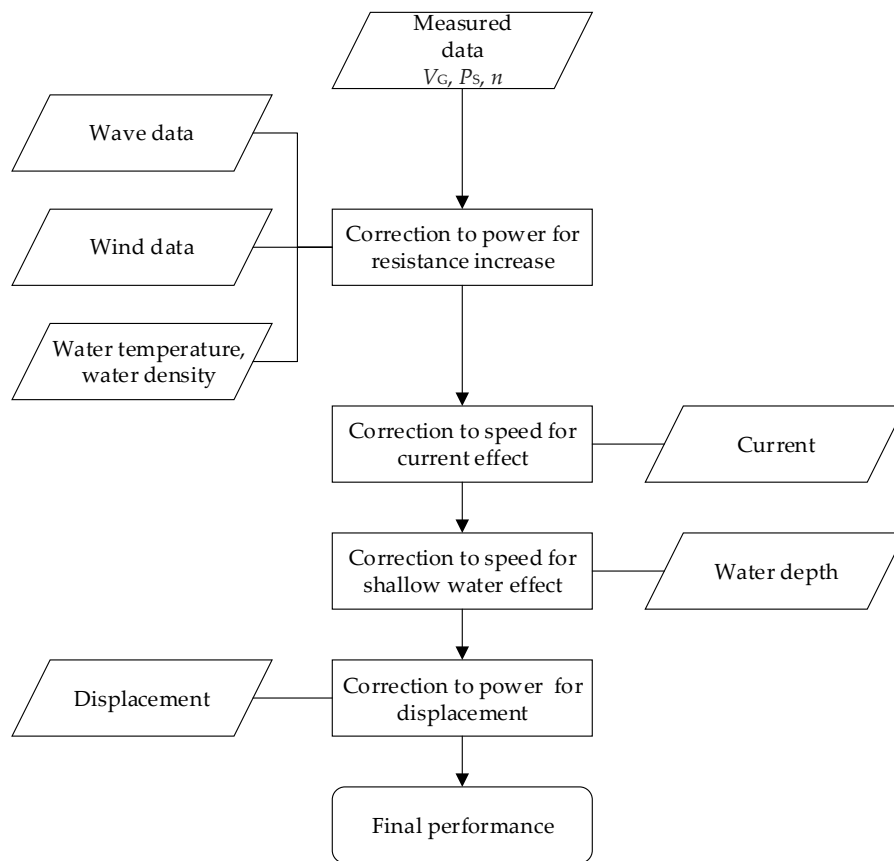 Measured
data
VG, PS, n
Wave data
Wind data
Water temperature,
water density
Correction to power for
resistance increase
Correction to speed for
current effect
Current
Correction to speed for
shallow water effect
Water depth
Displacement
Correction to power for
displacement
Final performance